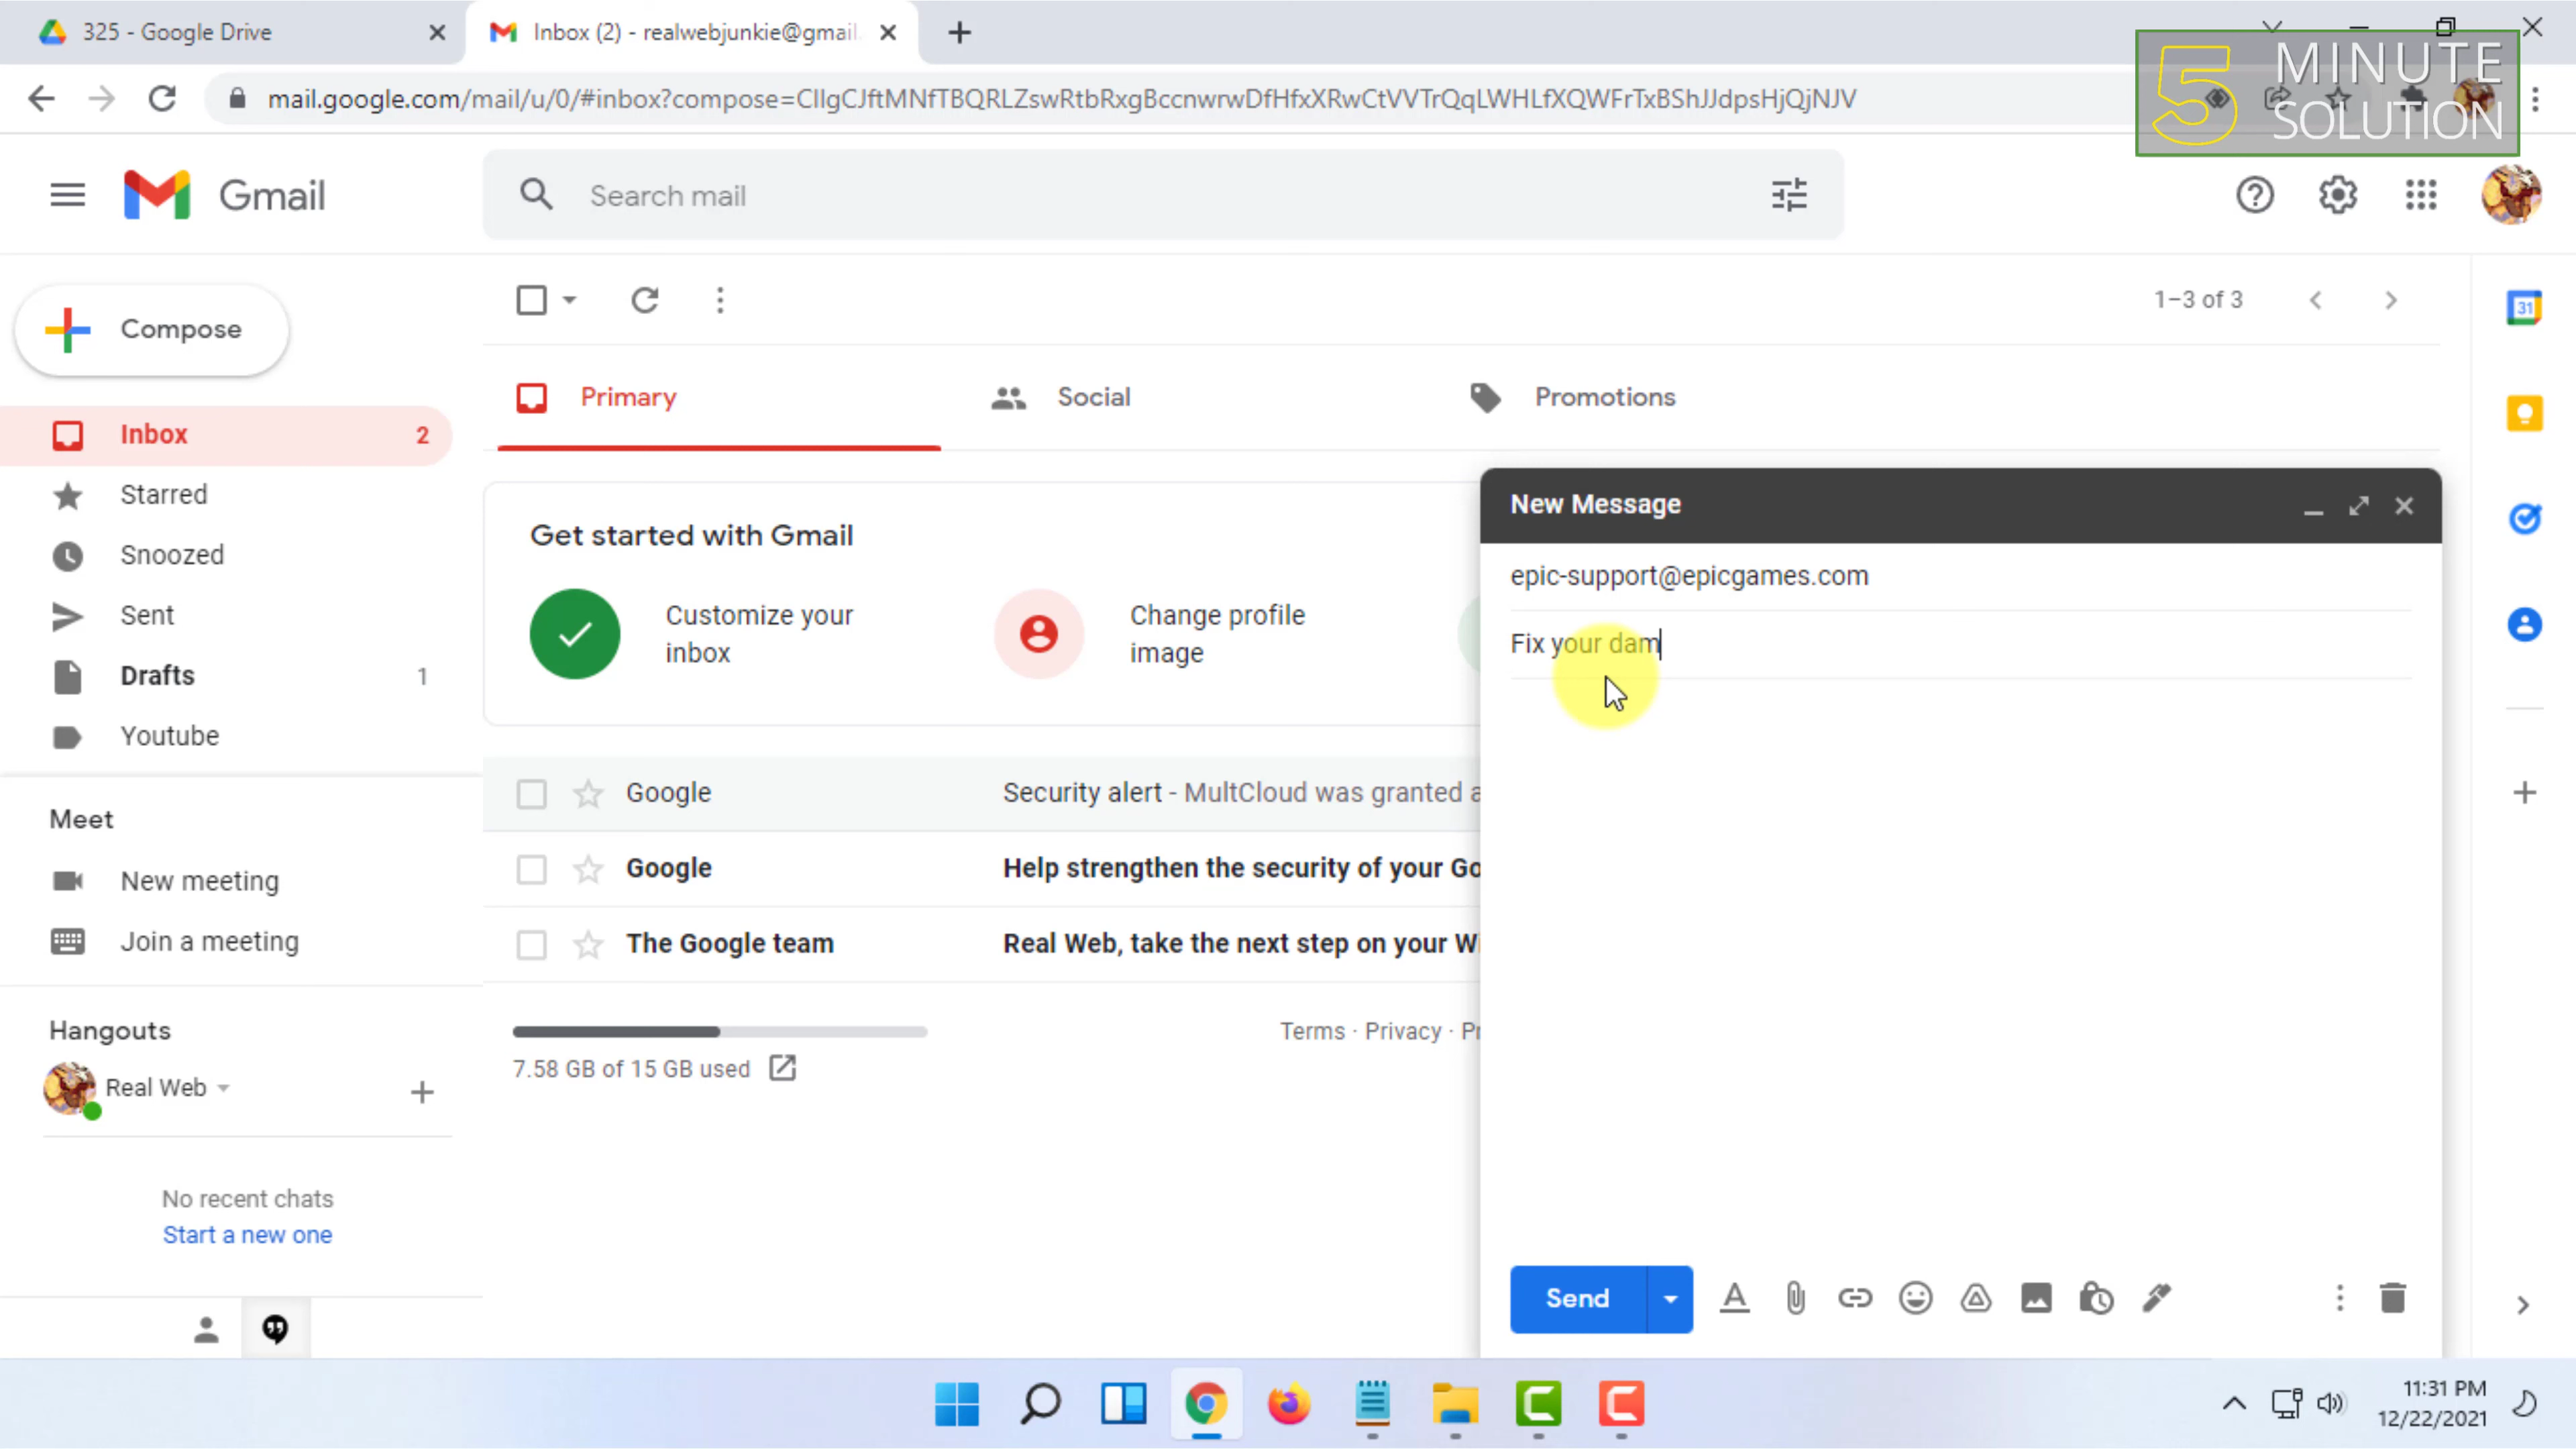 325 - Google Drive
Inbox (2) - realwebjunkie@gmail.
5 MINUTE
SOLUTION
mail.google.com/mail/u/0/#inbox?compose=CllgCJftMNfTBQRLZswRtbRxgBccnwrwDfHfxXRwCtVVTrQqLWHLfXQWFrTxBShJJdpsHjQjNJV
Gmail
Search mail
Compose
1–3 of 3
31
Primary
Social
Promotions
Inbox 2
Starred
Snoozed
Sent
Drafts 1
Youtube
Get started with Gmail
Customize your
inbox
Change profile
image
New Message
epic-support@epicgames.com
Fix your dam
Google Security alert - MultCloud was granted a
Google Help strengthen the security of your Go
The Google team Real Web, take the next step on your Wi
Meet
New meeting
Join a meeting
Hangouts
Real Web
No recent chats
Start a new one
7.58 GB of 15 GB used
Terms · Privacy · Pr
Send
11:31 PM
12/22/2021